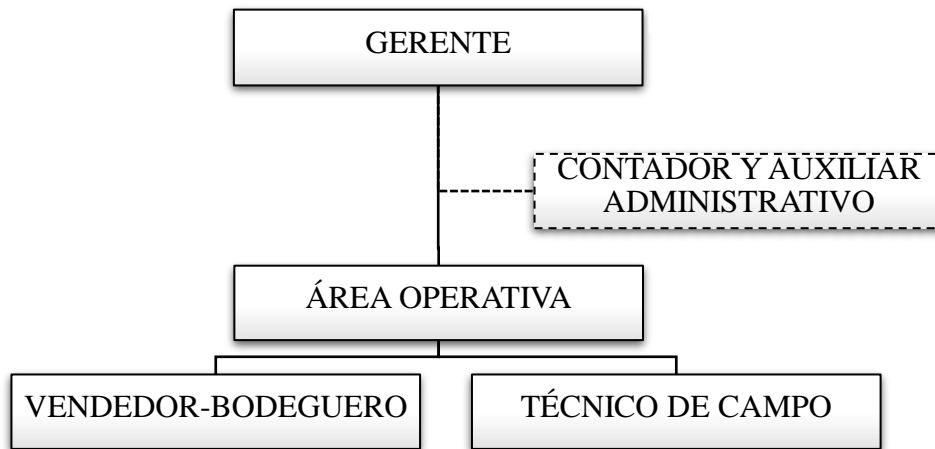 GERENTE
CONTADOR Y AUXILIAR
ADMINISTRATIVO
ÁREA OPERATIVA
VENDEDOR-BODEGUERO
TÉCNICO DE CAMPO